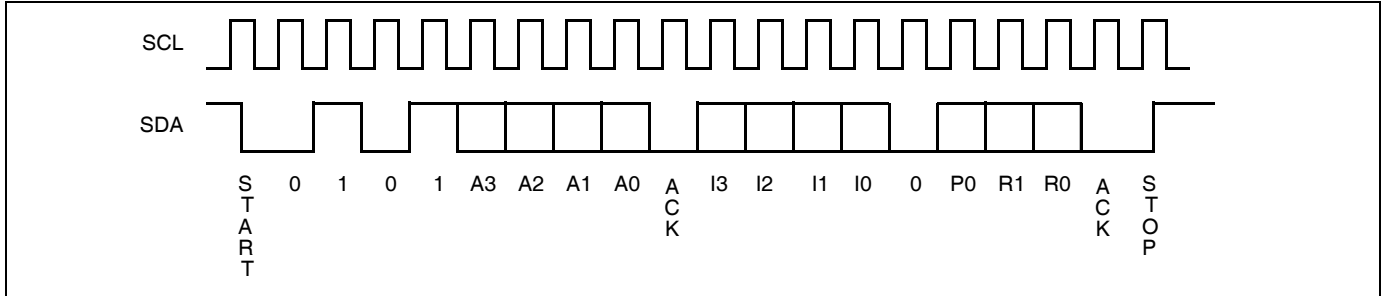 SCL
SDA
START 0 1 0 1 A3 A2 A1 A0 ACK I3 I2 I1 I0 0 P0 R1 R0 ACK STOP